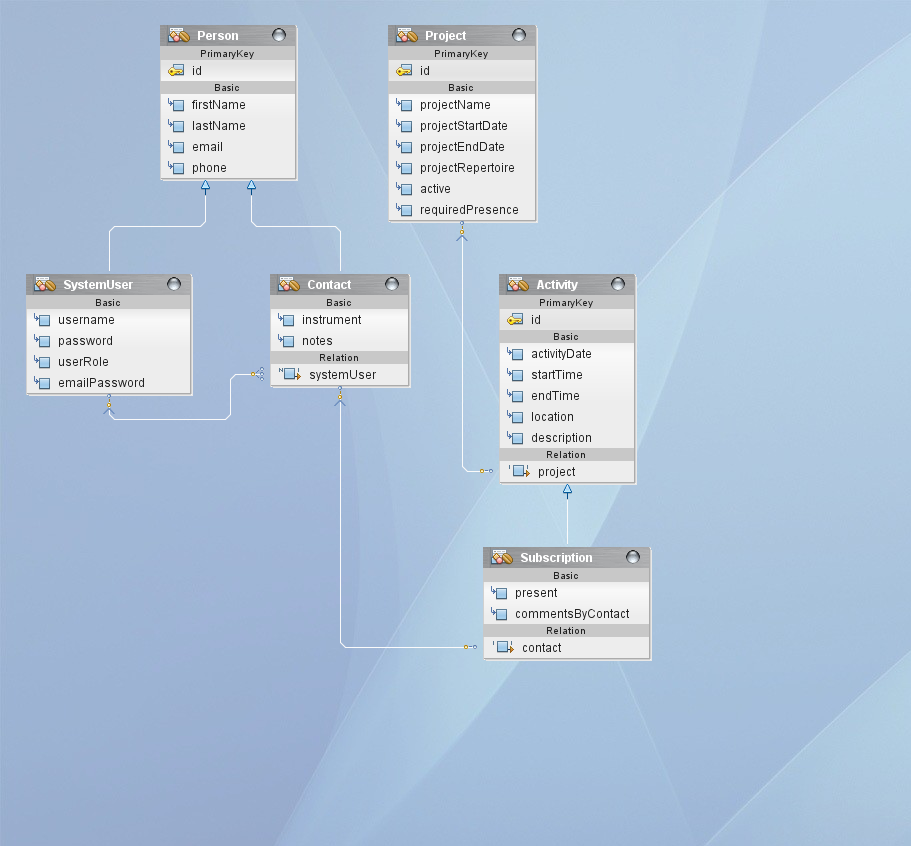 Person
PrimaryKey
id
Basic
firstName
lastName
email
phone
Project
PrimaryKey
id
Basic
projectName
projectStartDate
projectEndDate
projectRepertoire
active
requiredPresence
SystemUser
Basic
username
password
userRole
emailPassword
Contact
Basic
instrument
notes
Relation
systemUser
Activity
PrimaryKey
id
Basic
activityDate
startTime
endTime
location
description
Relation
project
Subscription
Basic
present
commentsByContact
Relation
contact